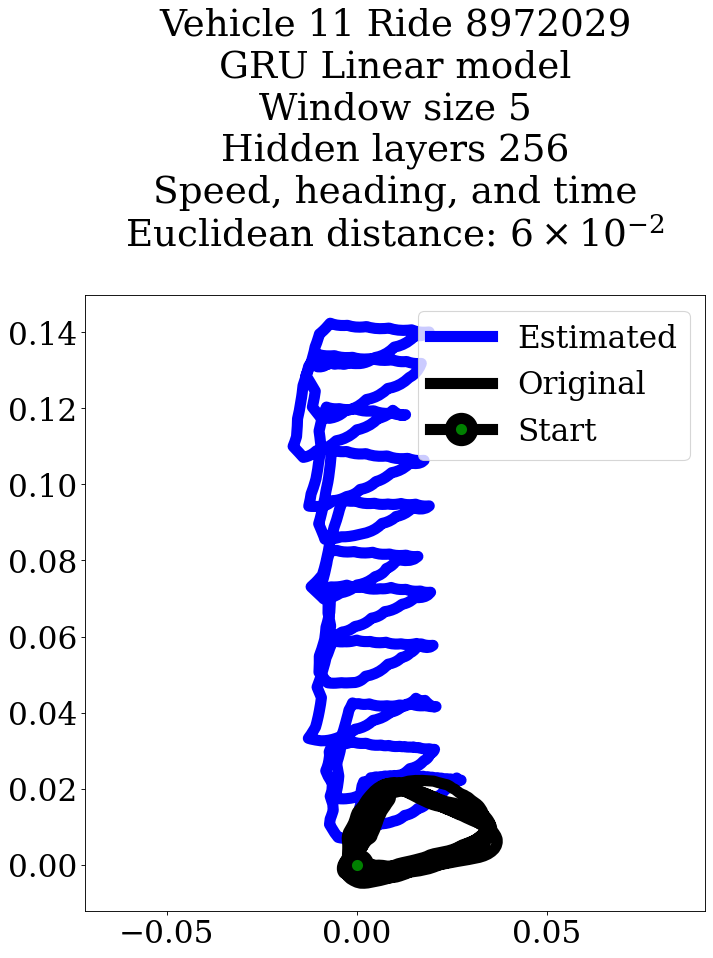 Vehicle 11 Ride 8972029
GRU Linear model
Window size 5
Hidden layers 256
Speed, heading, and time
Euclidean distance: 6 × 10⁻²
Estimated
Original
Start
0.14
0.12
0.10
0.08
0.06
0.04
0.02
0.00
−0.05 0.00 0.05